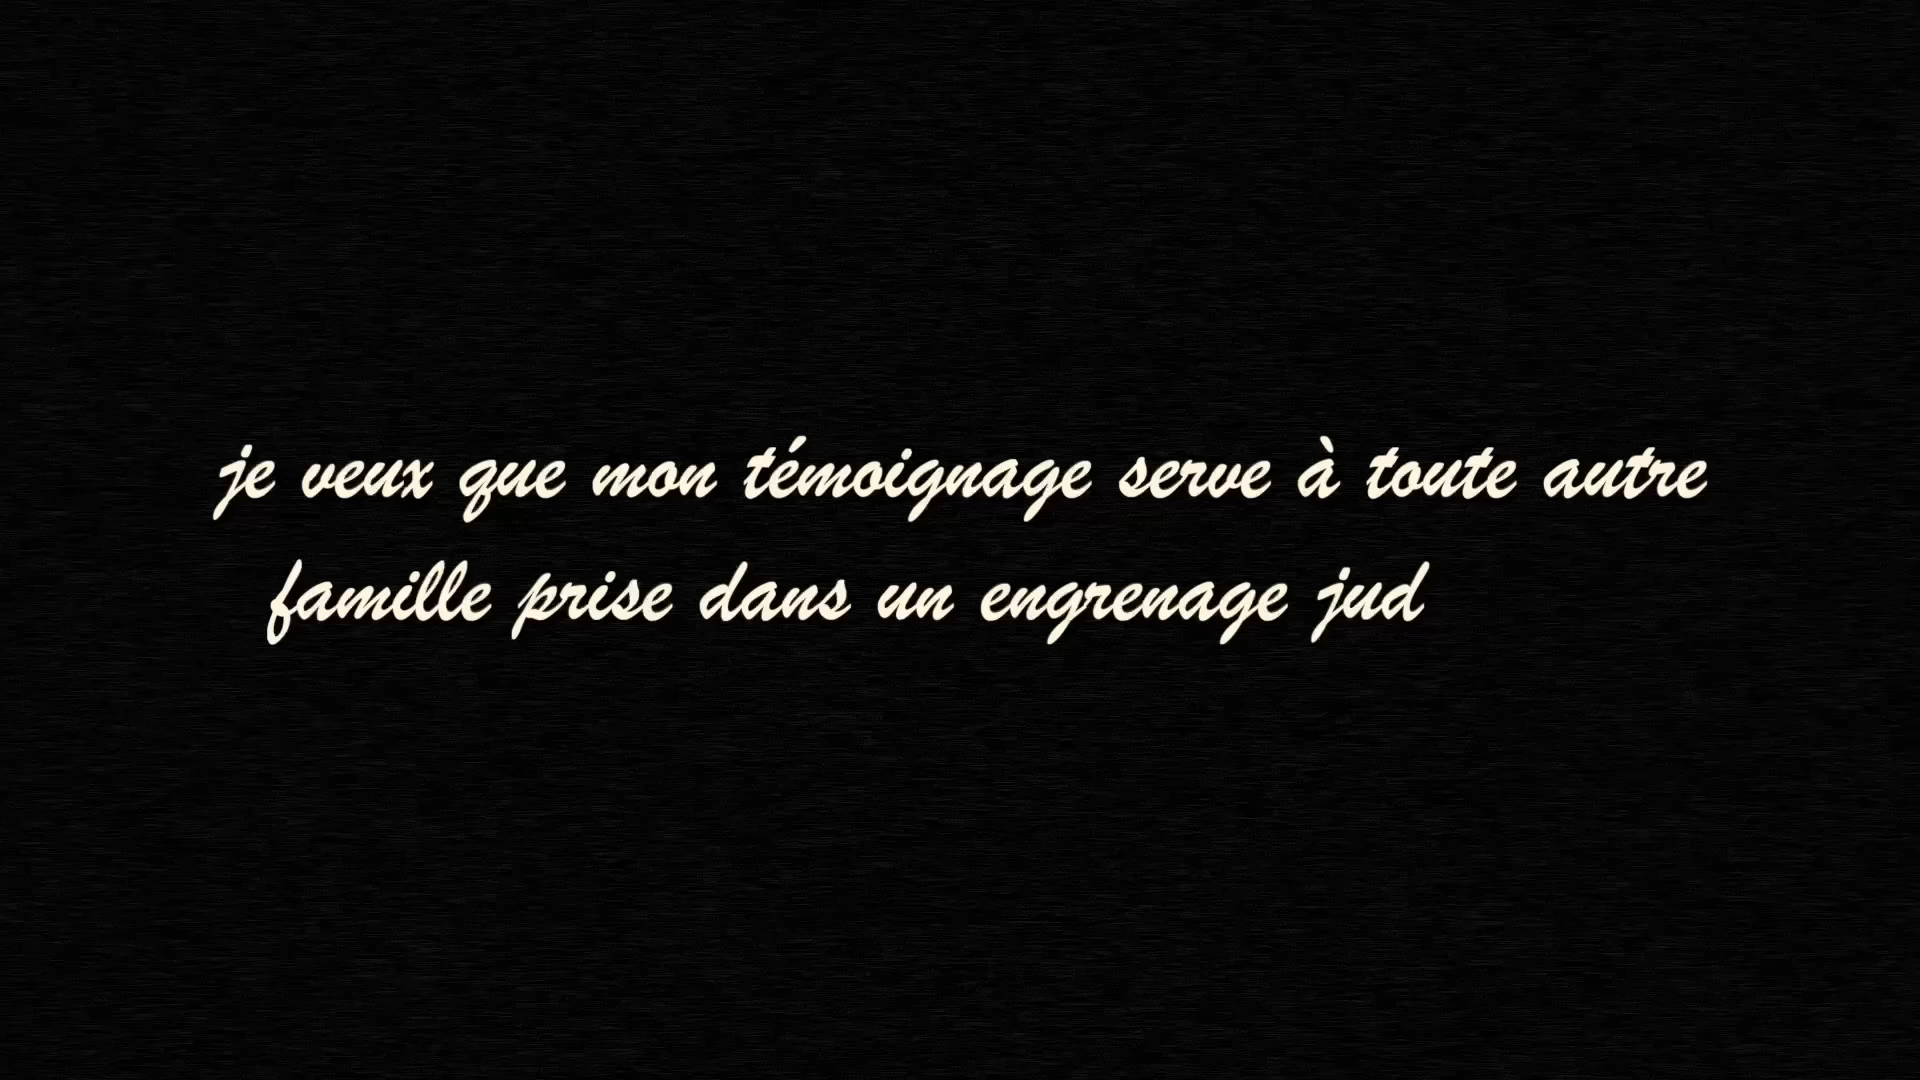 je veux que mon témoignage serve à toute autre
famille prise dans un engrenage jud